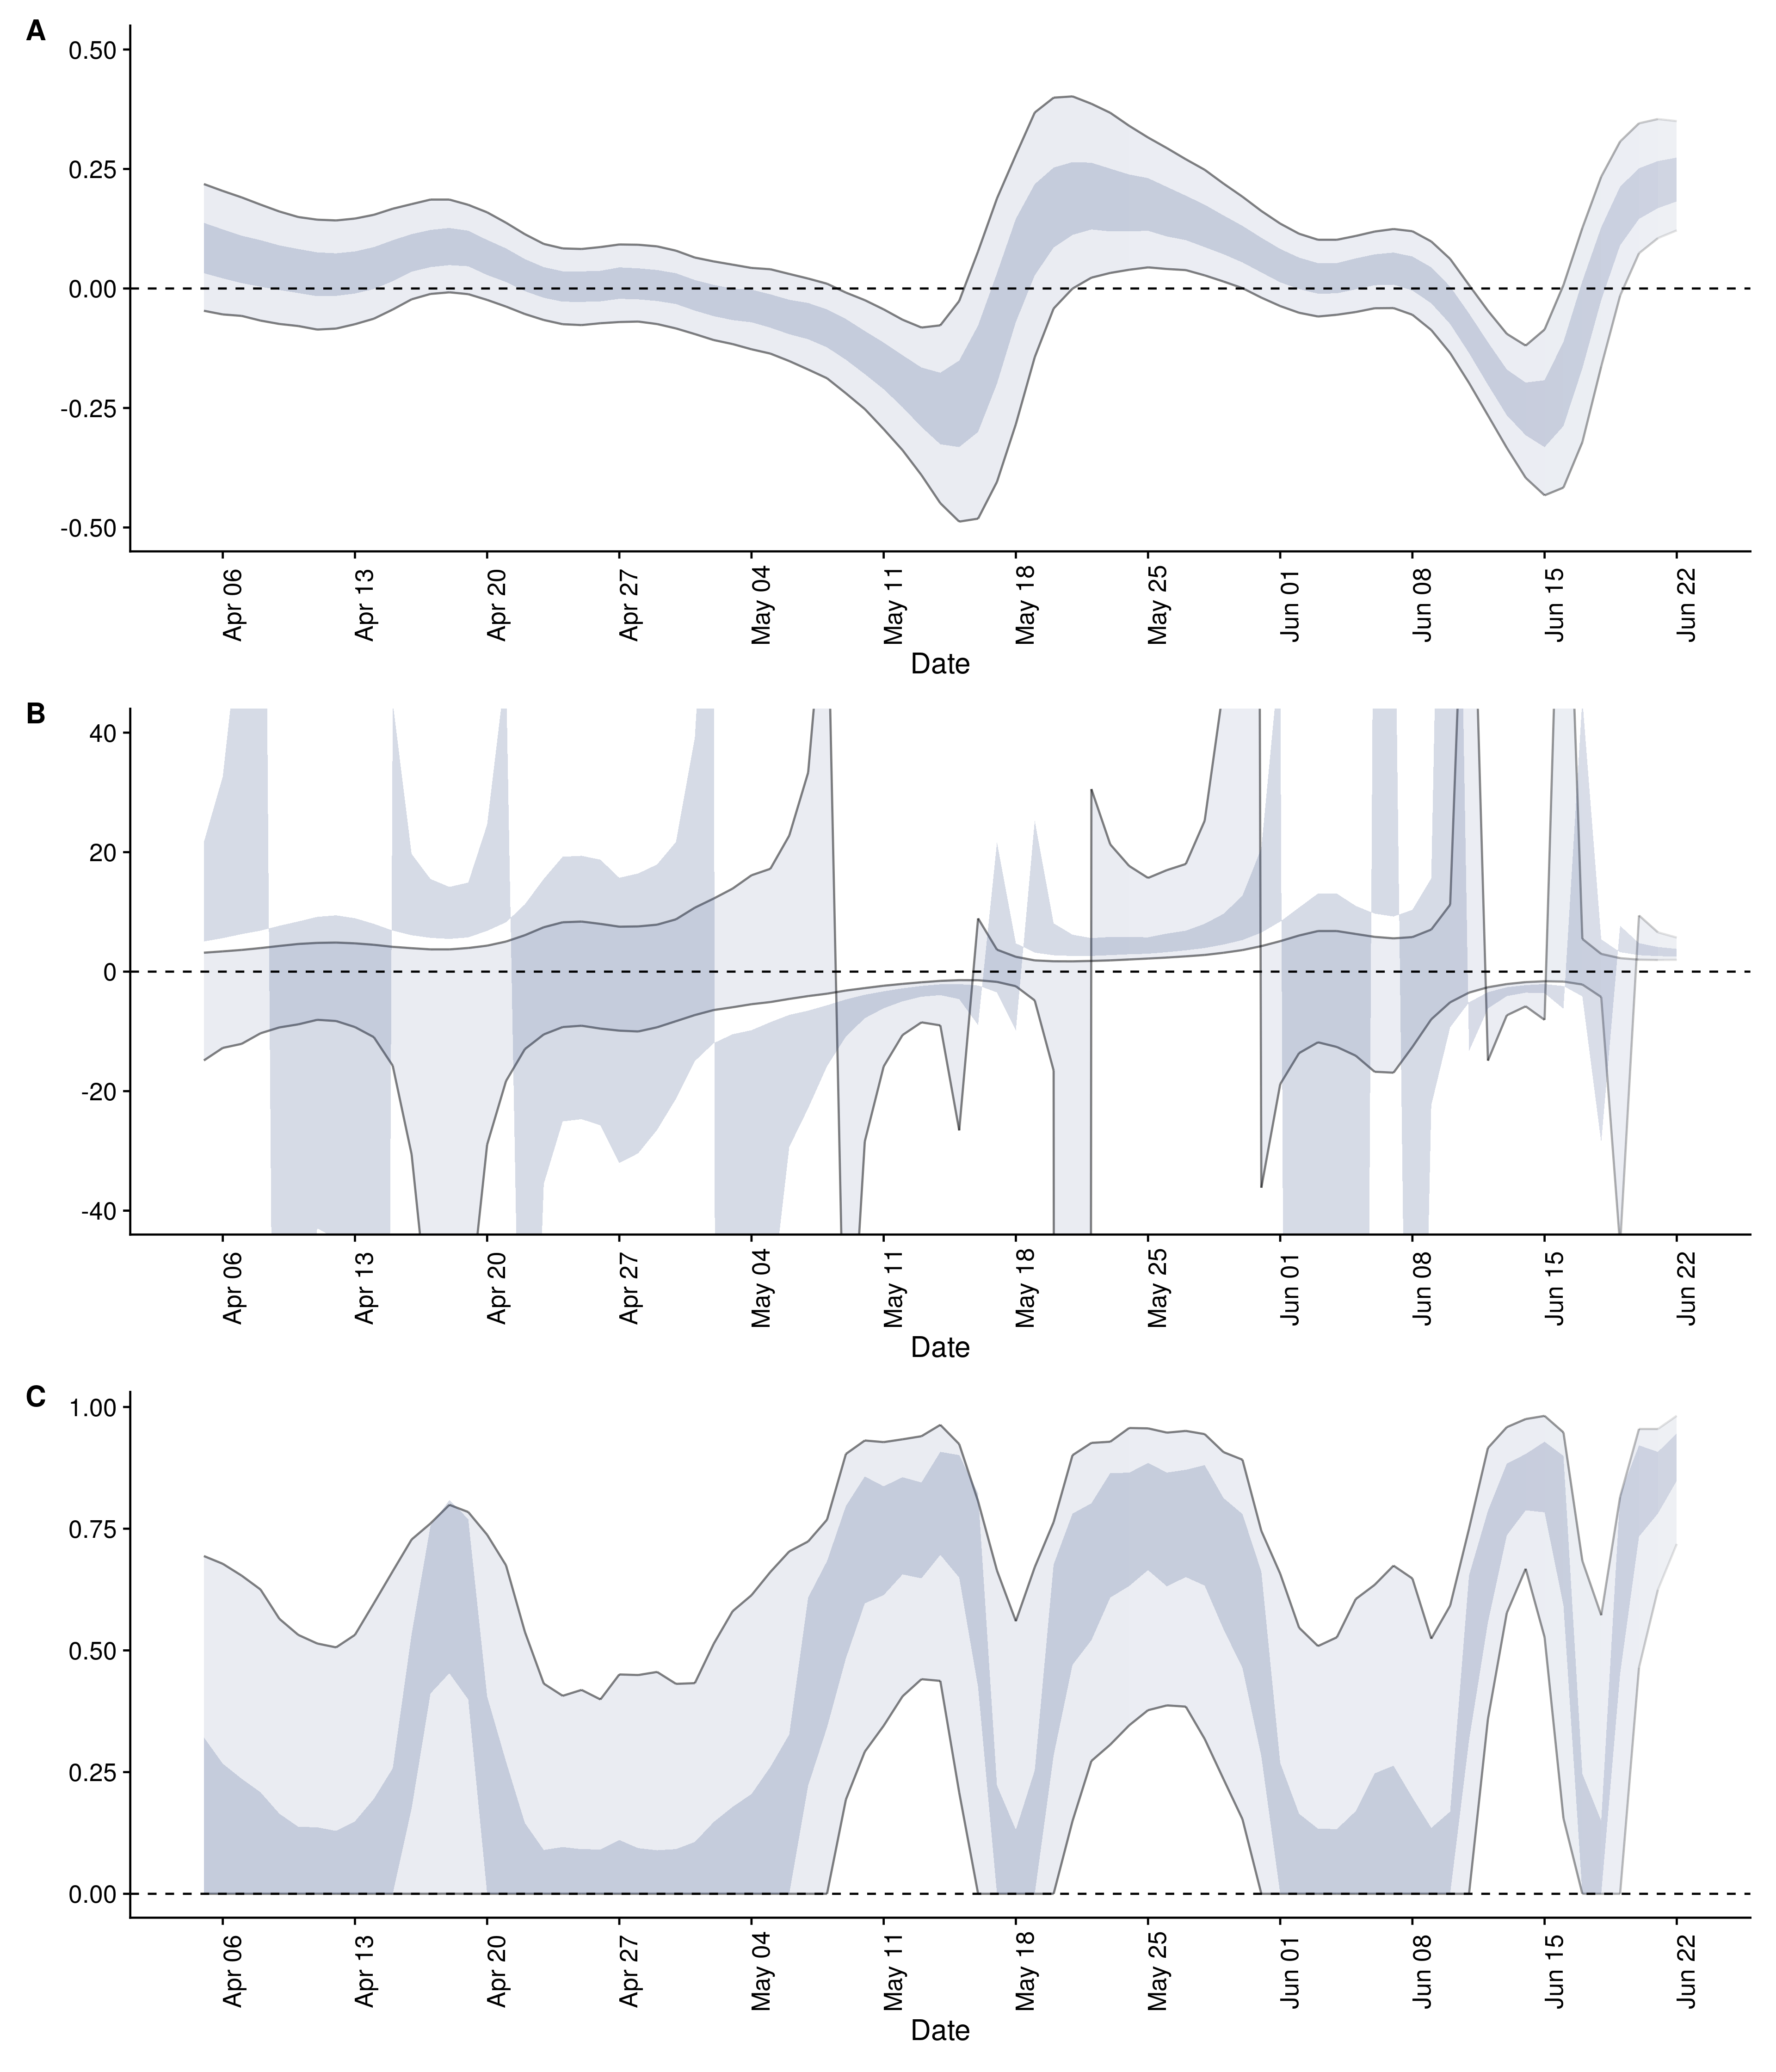 A
0.50
0.25
0.00
-0.25
-0.50
Apr 06
Apr 13
Apr 20
Apr 27
May 04
May 11
May 18
May 25
Jun 01
Jun 08
Jun 15
Jun 22
Date
B
40
20
0
-20
-40
Apr 06
Apr 13
Apr 20
Apr 27
May 04
May 11
May 18
May 25
Jun 01
Jun 08
Jun 15
Jun 22
Date
C
1.00
0.75
0.50
0.25
0.00
Apr 06
Apr 13
Apr 20
Apr 27
May 04
May 11
May 18
May 25
Jun 01
Jun 08
Jun 15
Jun 22
Date